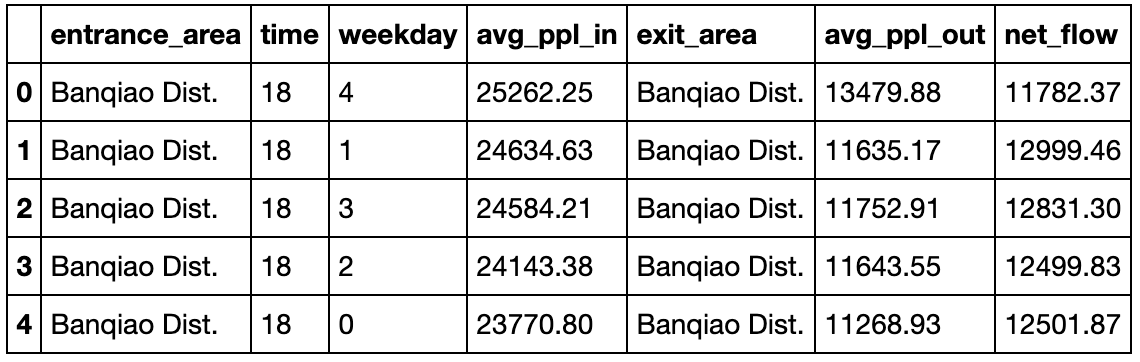 entrance_area time weekday avg_ppl_in exit_area avg_ppl_out net_flow
0 Banqiao Dist. 18 4 25262.25 Banqiao Dist. 13479.88 11782.37
1 Banqiao Dist. 18 1 24634.63 Banqiao Dist. 11635.17 12999.46
2 Banqiao Dist. 18 3 24584.21 Banqiao Dist. 11752.91 12831.30
3 Banqiao Dist. 18 2 24143.38 Banqiao Dist. 11643.55 12499.83
4 Banqiao Dist. 18 0 23770.80 Banqiao Dist. 11268.93 12501.87